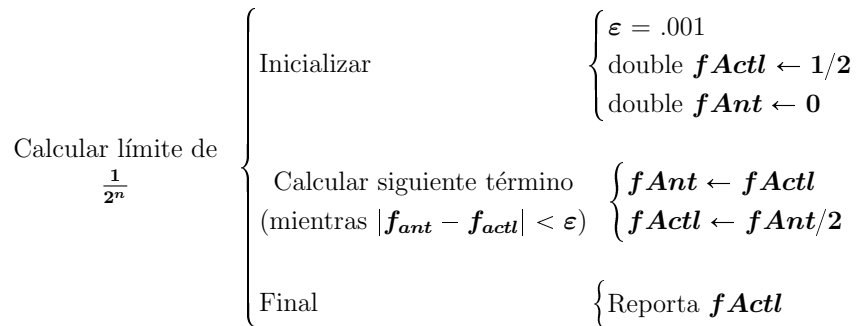 Calcular límite de
1/2ⁿ
Inicializar
ε = .001
double fActl ← 1/2
double fAnt ← 0
Calcular siguiente término
(mientras |f_ant − f_actl| < ε)
fAnt ← fActl
fActl ← fAnt/2
Final
Reporta fActl